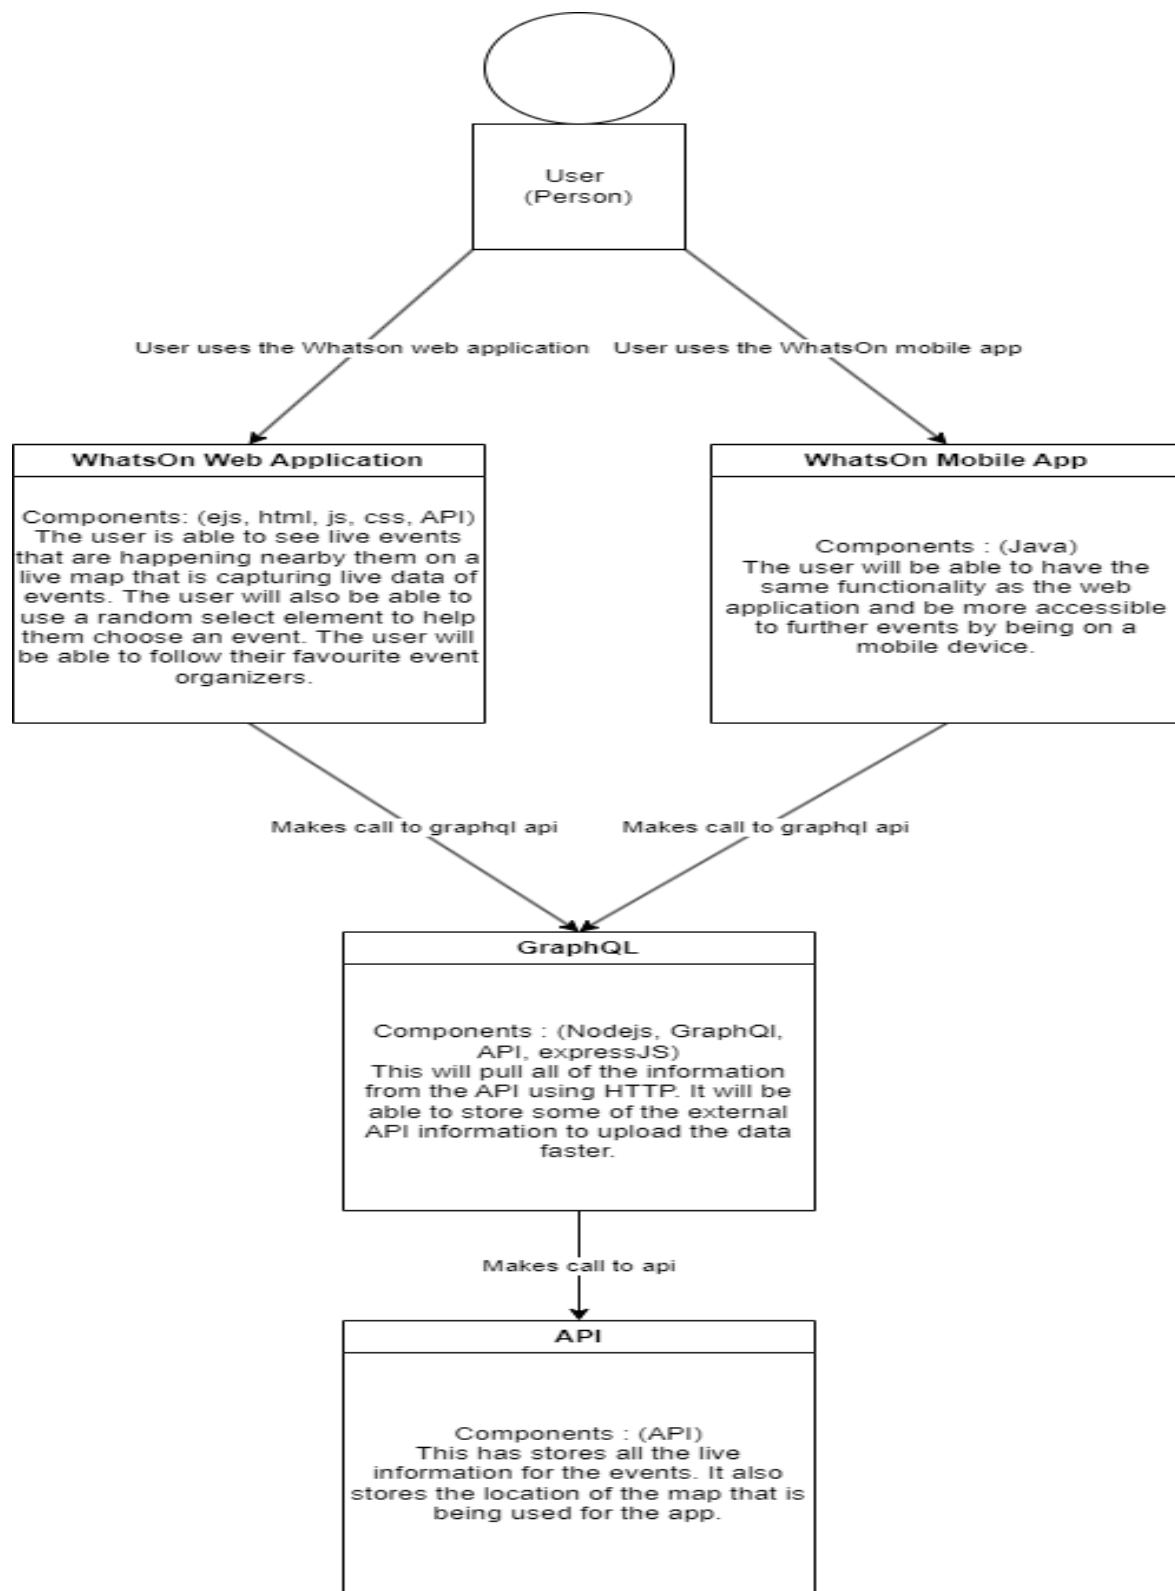 User
(Person)
User uses the Whatson web application
User uses the WhatsOn mobile app
WhatsOn Web Application
Components: (ejs, html, js, css, API)
The user is able to see live events
that are happening nearby them on a
live map that is capturing live data of
events. The user will also be able to
use a random select element to help
them choose an event. The user will
be able to follow their favourite event
organizers.
WhatsOn Mobile App
Components : (Java)
The user will be able to have the
same functionality as the web
application and be more accessible
to further events by being on a
mobile device.
Makes call to graphql api
Makes call to graphql api
GraphQL
Components : (Nodejs, GraphQl,
API, expressJS)
This will pull all of the information
from the API using HTTP. It will be
able to store some of the external
API information to upload the data
faster.
Makes call to api
API
Components : (API)
This has stores all the live
information for the events. It also
stores the location of the map that is
being used for the app.